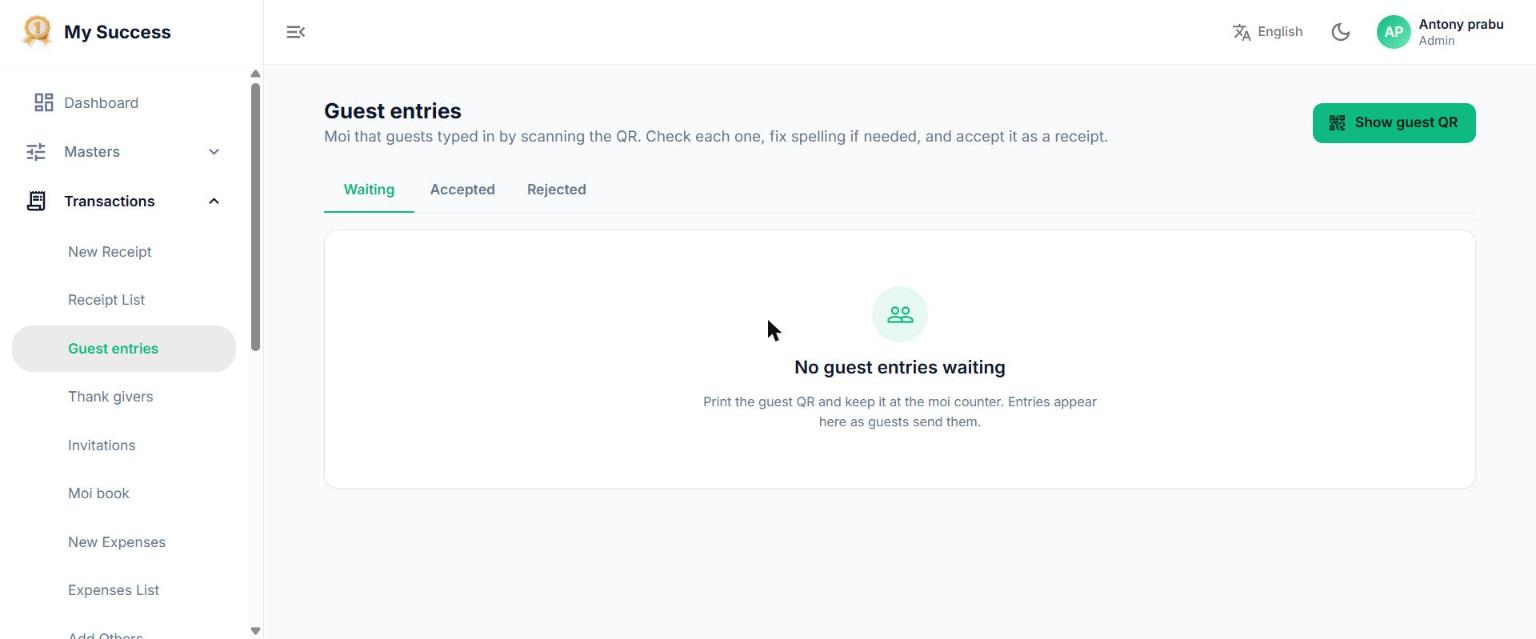 My Success
English
AP
Antony prabu
Admin
Dashboard
Masters
Transactions
New Receipt
Receipt List
Guest entries
Thank givers
Invitations
Moi book
New Expenses
Expenses List
Add Others
Guest entries
Moi that guests typed in by scanning the QR. Check each one, fix spelling if needed, and accept it as a receipt.
Show guest QR
Waiting
Accepted
Rejected
No guest entries waiting
Print the guest QR and keep it at the moi counter. Entries appear
here as guests send them.